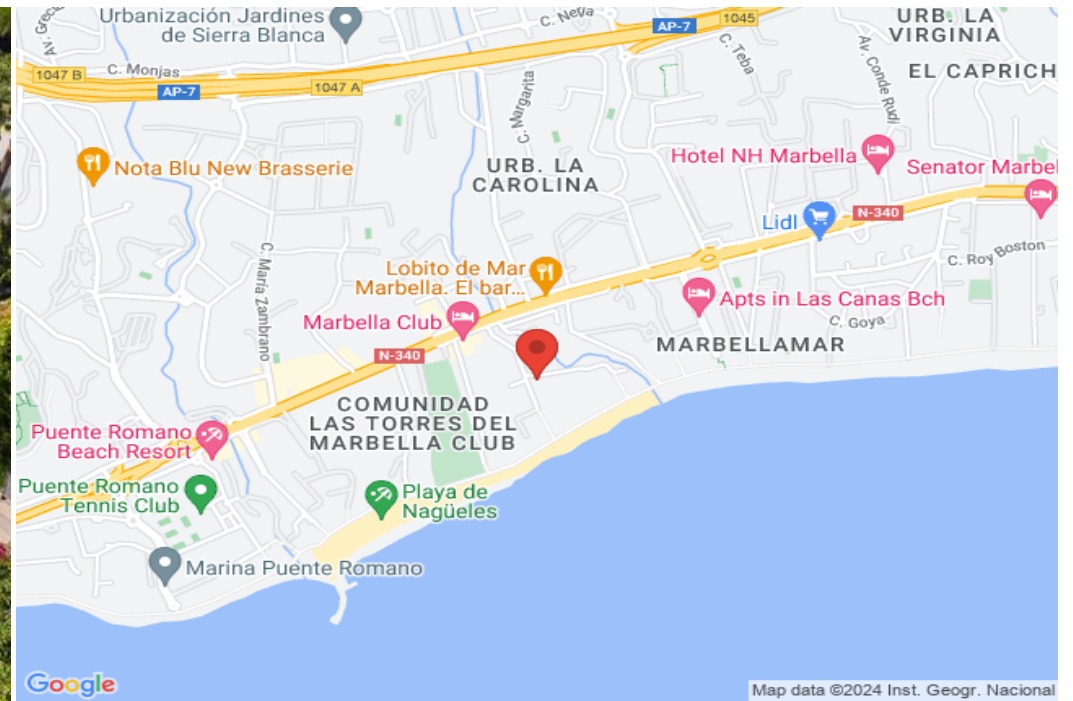 Urbanización Jardines
de Sierra Blanca
C. Neva
AP-7
1045
URB. LA
VIRGINIA
Av. Grecia
1047 B
C. Monjas
AP-7
1047 A
C. Teba
Av. Conde Rudi
EL CAPRICH
C. Margarita
Nota Blu New Brasserie
URB. LA
CAROLINA
Hotel NH Marbella
Senator Marbel
Lidl
N-340
C. Roy Boston
C. María Zambrano
Lobito de Mar
Marbella. El bar...
Apts in Las Canas Bch
Marbella Club
C. Goya
N-340
MARBELLAMAR
COMUNIDAD
LAS TORRES DEL
MARBELLA CLUB
Puente Romano
Beach Resort
Puente Romano
Tennis Club
Playa de
Nagüeles
Marina Puente Romano
Google
Map data ©2024 Inst. Geogr. Nacional